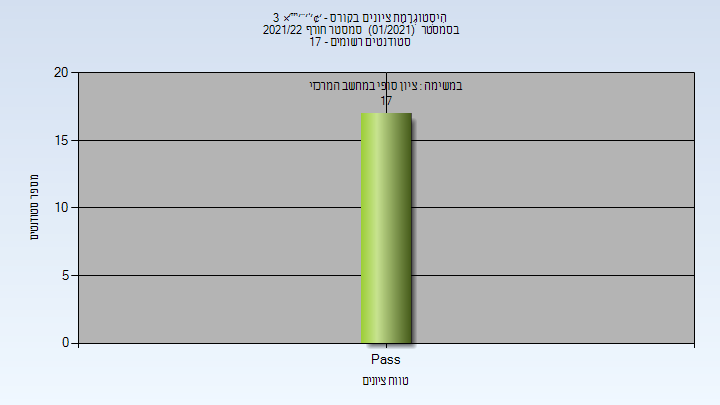 היסטוגרמת ציונים בקורס - 3
בסמסטר (01/2021) סמסטר חורף 2021/22
סטודנטים רשומים - 17
במשימה : ציון סופי במחשב המרכזי
17
20
15
10
5
0
מספר סטודנטים
Pass
טווח ציונים